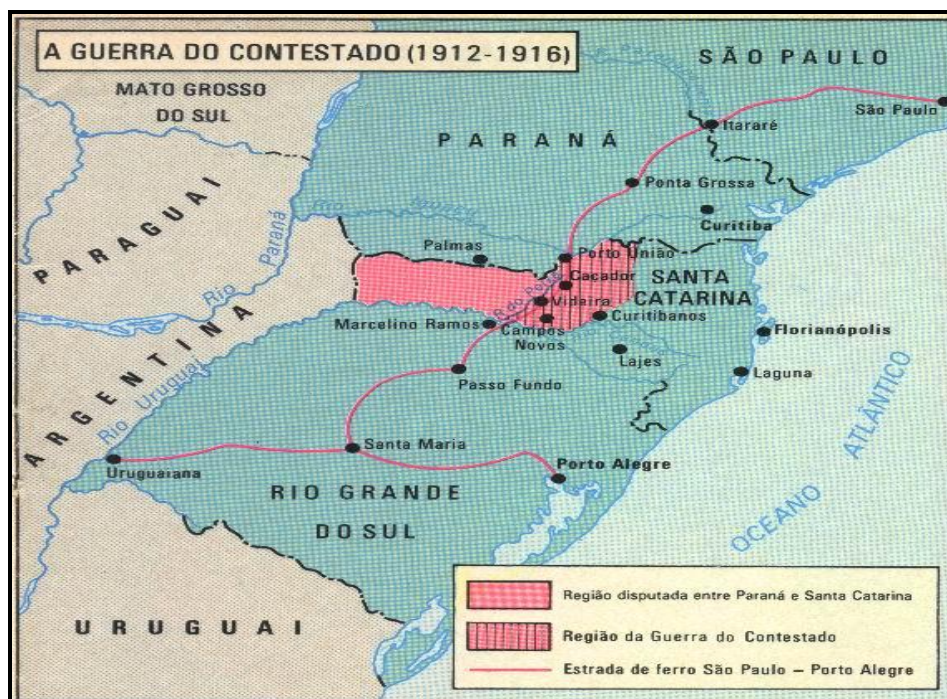 A GUERRA DO CONTESTADO (1912-1916)
SÃO PAULO
MATO GROSSO
DO SUL
São Paulo
Itararé
PARANÁ
Ponta Grossa
PARAGUAI
Rio Paraná
Curitiba
Palmas
Porto União
SANTA
CATARINA
Caçador
R. do Peixe
Videira
Marcelino Ramos
Campos
Novos
Curitibanos
Florianópolis
Lajes
Laguna
ARGENTINA
Rio Uruguai
Passo Fundo
OCEANO ATLÂNTICO
Santa Maria
Uruguaiana
Porto Alegre
RIO GRANDE
DO SUL
URUGUAI
Região disputada entre Paraná e Santa Catarina
Região da Guerra do Contestado
Estrada de ferro São Paulo – Porto Alegre